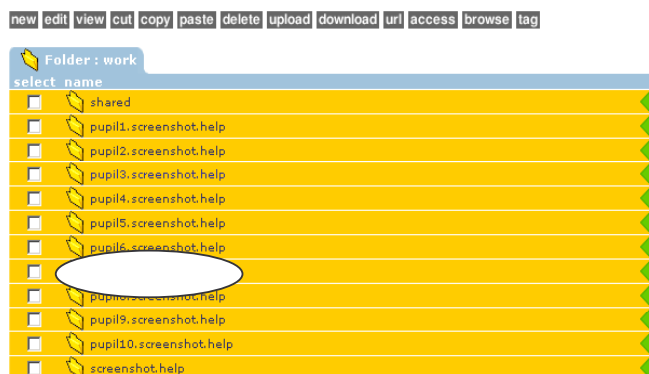 new edit view cut copy paste delete upload download url access browse tag
Folder : work
select name
shared
pupil1.screenshot.help
pupil2.screenshot.help
pupil3.screenshot.help
pupil4.screenshot.help
pupil5.screenshot.help
pupil6.screenshot.help
pupil9.screenshot.help
pupil10.screenshot.help
screenshot.help